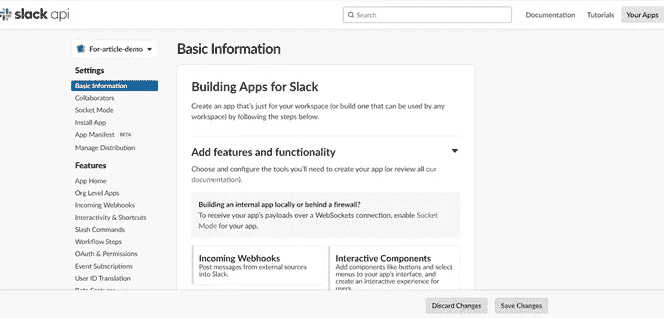 slack api
Search
Documentation
Tutorials
Your Apps
For-article-demo
Settings
Basic Information
Collaborators
Socket Mode
Install App
App Manifest BETA
Manage Distribution
Features
App Home
Org Level Apps
Incoming Webhooks
Interactivity & Shortcuts
Slash Commands
Workflow Steps
OAuth & Permissions
Event Subscriptions
User ID Translation
Basic Information
Building Apps for Slack
Create an app that's just for your workspace (or build one that can be used by any
workspace) by following the steps below.
Add features and functionality
Choose and configure the tools you'll need to create your app (or review all our
documentation).
Building an internal app locally or behind a firewall?
To receive your app's payloads over a WebSockets connection, enable Socket
Mode for your app.
Incoming Webhooks
Post messages from external sources
into Slack.
Interactive Components
Add components like buttons and select
menus to your app's interface, and
create an interactive experience for
users.
Discard Changes
Save Changes